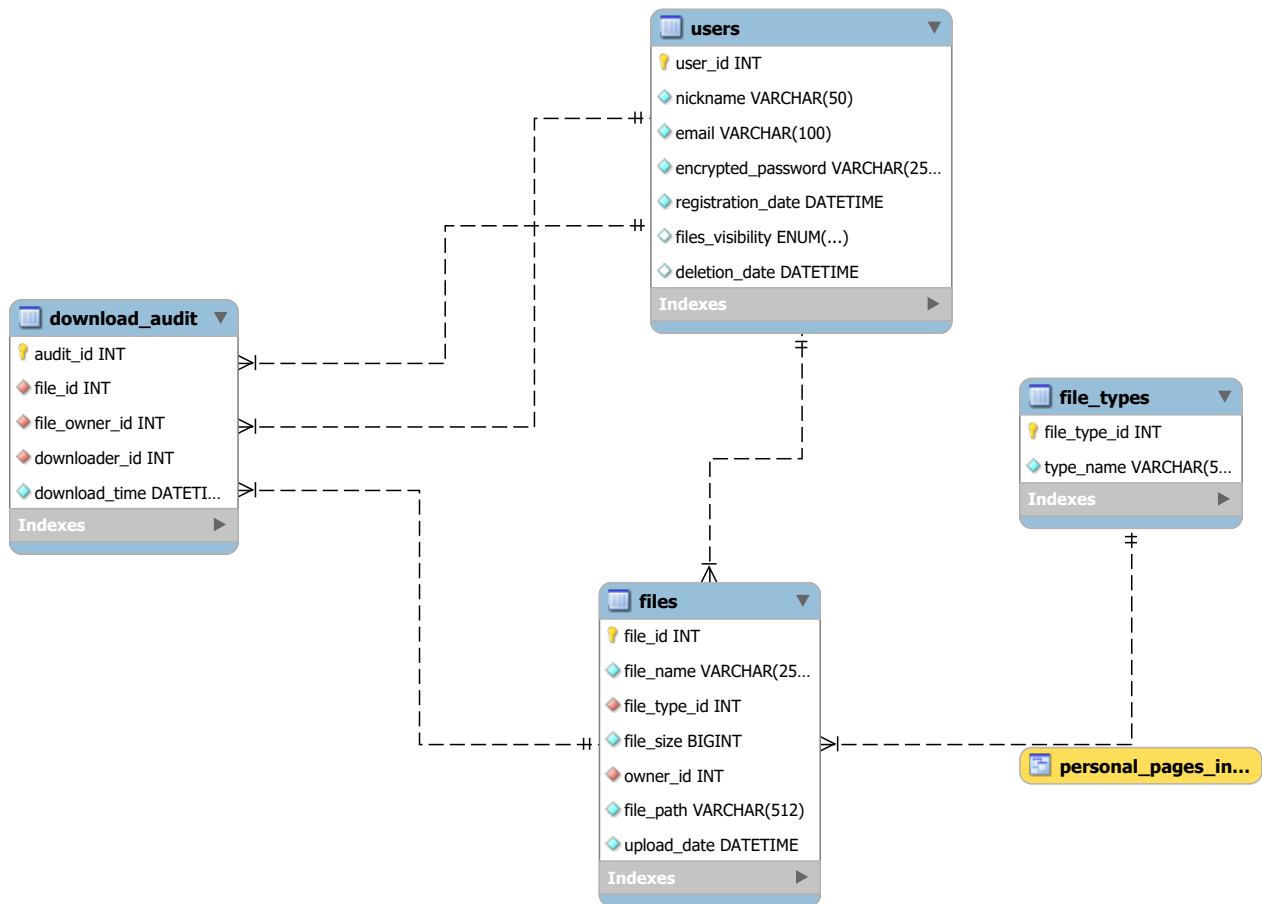 users
user_id INT
nickname VARCHAR(50)
email VARCHAR(100)
encrypted_password VARCHAR(25...
registration_date DATETIME
files_visibility ENUM(...)
deletion_date DATETIME
Indexes
download_audit
audit_id INT
file_id INT
file_owner_id INT
downloader_id INT
download_time DATETI...
Indexes
file_types
file_type_id INT
type_name VARCHAR(5...
Indexes
files
file_id INT
file_name VARCHAR(25...
file_type_id INT
file_size BIGINT
owner_id INT
file_path VARCHAR(512)
upload_date DATETIME
Indexes
personal_pages_in...